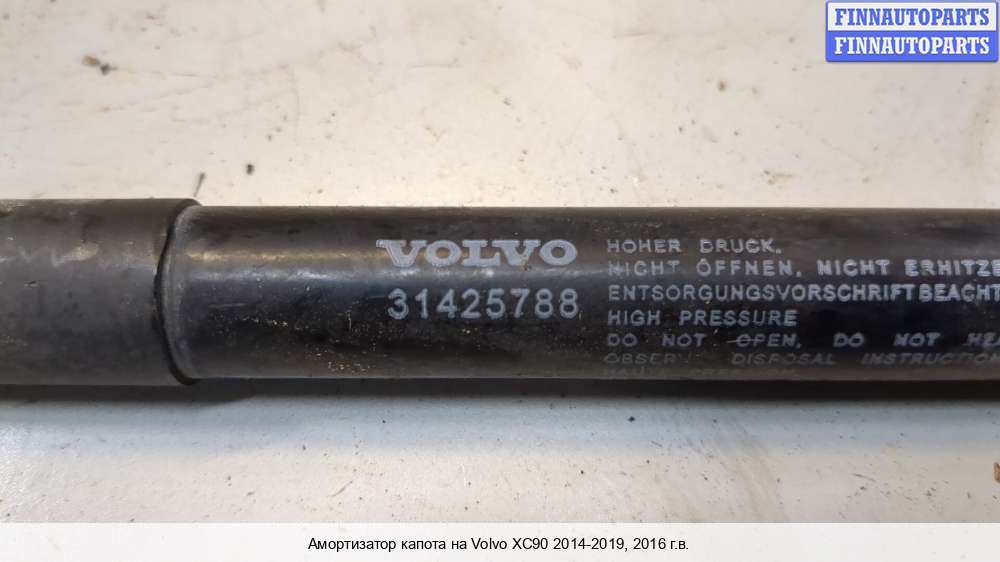 FINNAUTOPARTS
FINNAUTOPARTS
VOLVO
31425788
HOHER DRUCK.
NICHT ÖFFNEN, NICHT ERHITZE
ENTSORGUNGSVORSCHRIFT BEACHT
HIGH PRESSURE
DO NOT OPEN, DO NOT HEA
OBSERV DISPOSAL INSTRUCTION
Амортизатор капота на Volvo XC90 2014-2019, 2016 г.в.